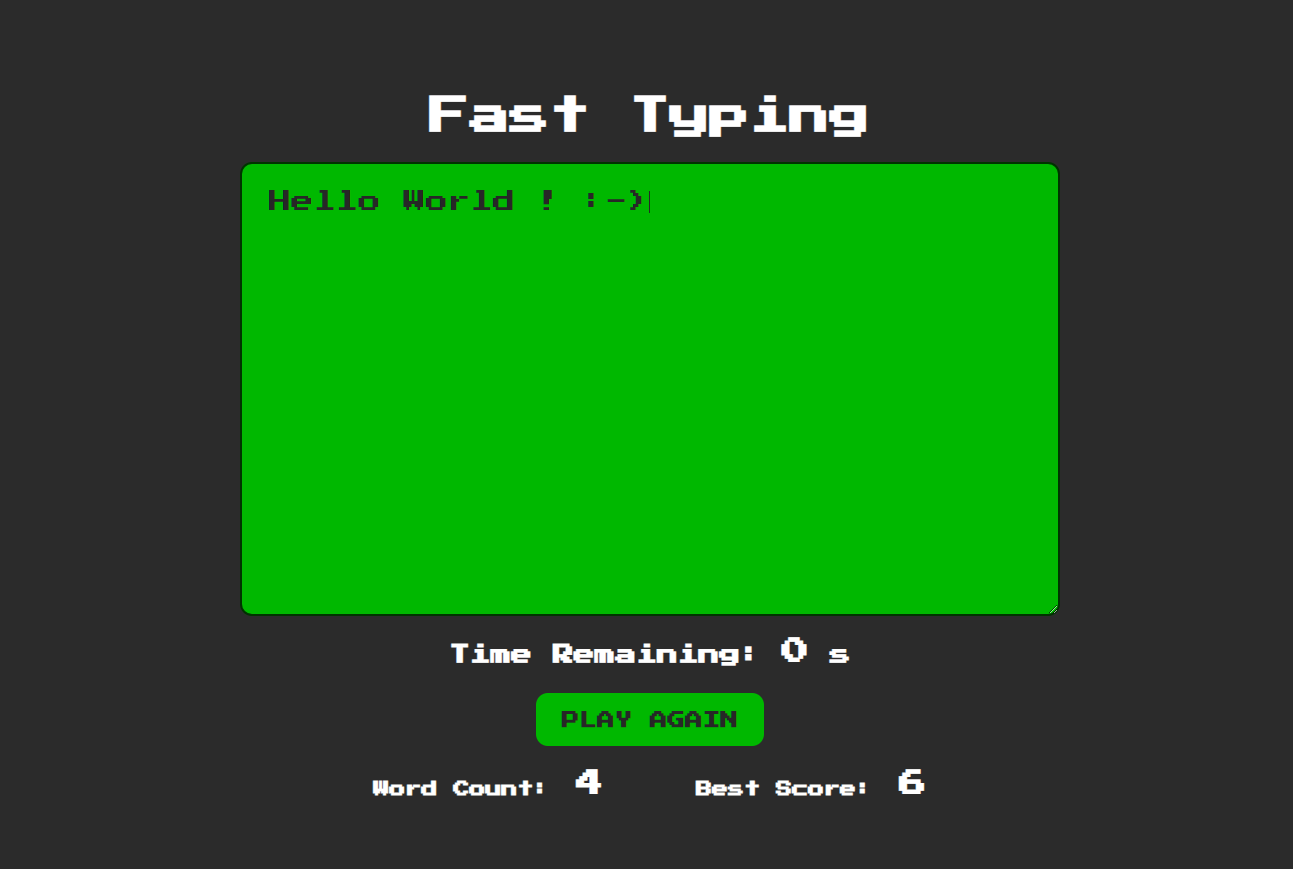 Fast Typing
Hello World ! :-)
Time Remaining: 0 s
PLAY AGAIN
Word Count: 4 Best Score: 6